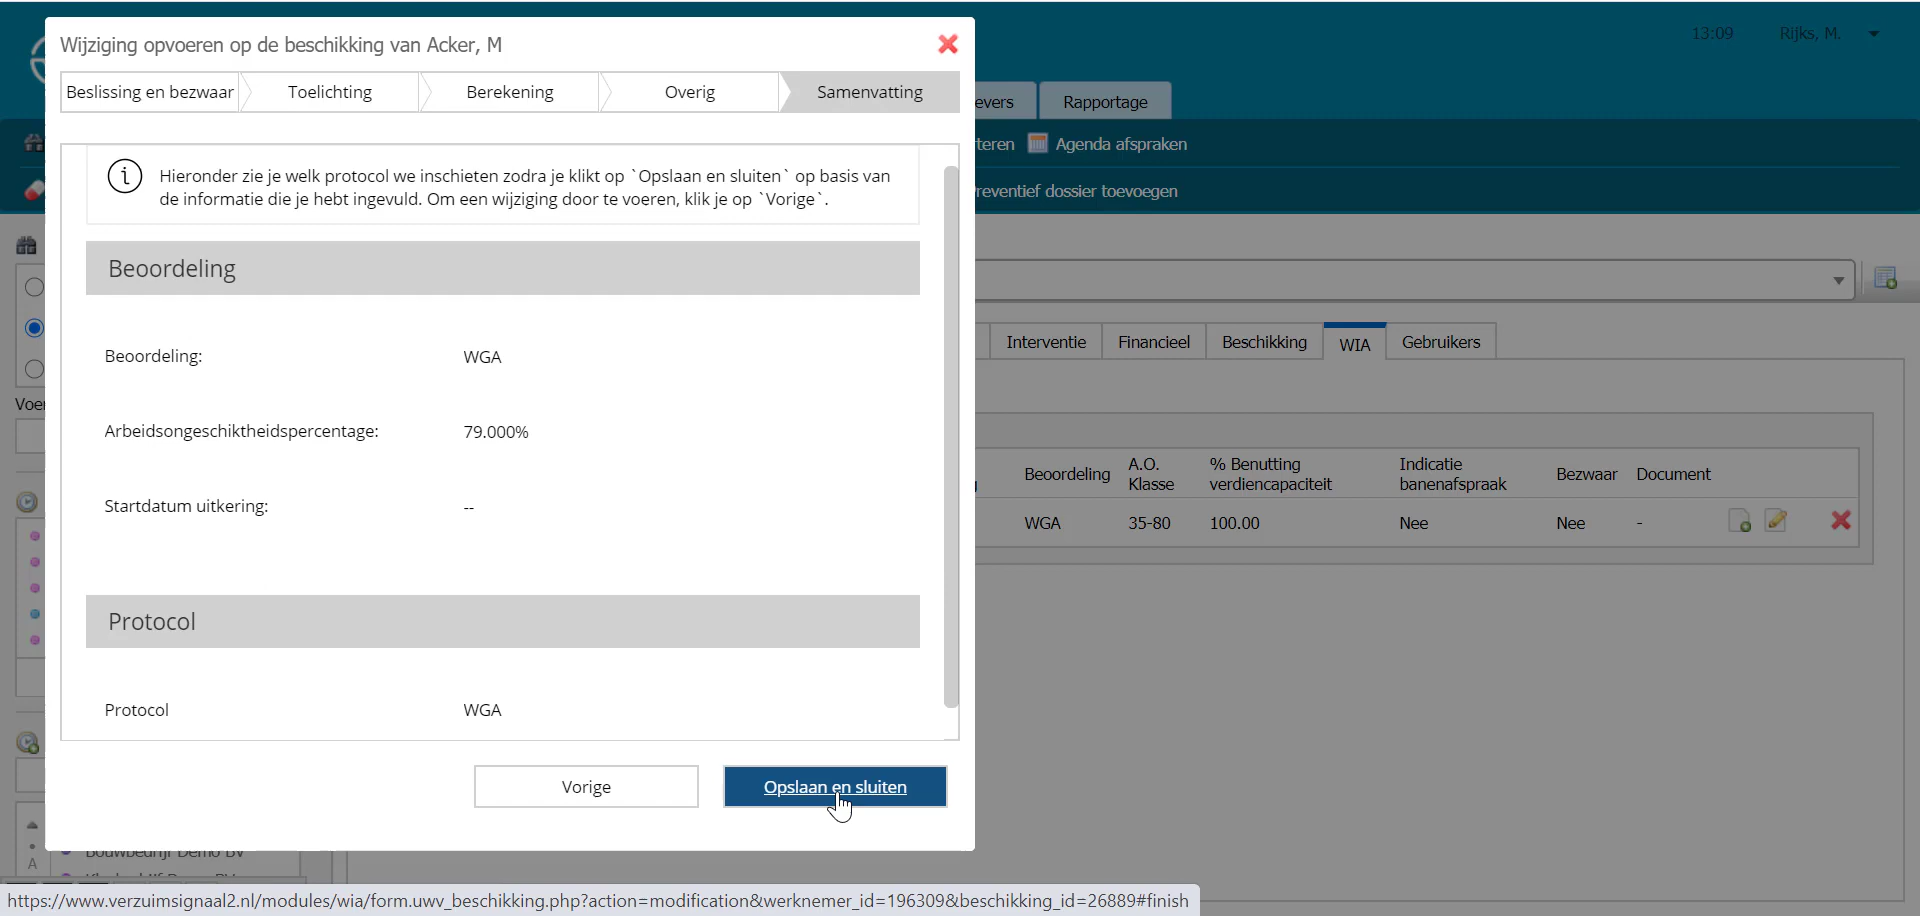 Wijziging opvoeren op de beschikking van Acker, M
Beslissing en bezwaar
Toelichting
Berekening
Overig
Samenvatting
Hieronder zie je welk protocol we inschieten zodra je klikt op `Opslaan en sluiten` op basis van
de informatie die je hebt ingevuld. Om een wijziging door te voeren, klik je op `Vorige`.
Beoordeling
Beoordeling: WGA
Arbeidsongeschiktheidspercentage: 79.000%
Startdatum uitkering: --
Protocol
Protocol WGA
Vorige
Opslaan en sluiten
13:09
Rijks, M.
evers
Rapportage
teren
Agenda afspraken
reventief dossier toevoegen
Interventie
Financieel
Beschikking
WIA
Gebruikers
Beoordeling
A.O.
Klasse
% Benutting
verdiencapaciteit
Indicatie
banenafspraak
Bezwaar
Document
WGA 35-80 100.00 Nee Nee -
Voer
A
Bouwbedrijf Demo BV
https://www.verzuimsignaal2.nl/modules/wia/form.uwv_beschikking.php?action=modification&werknemer_id=196309&beschikking_id=26889#finish